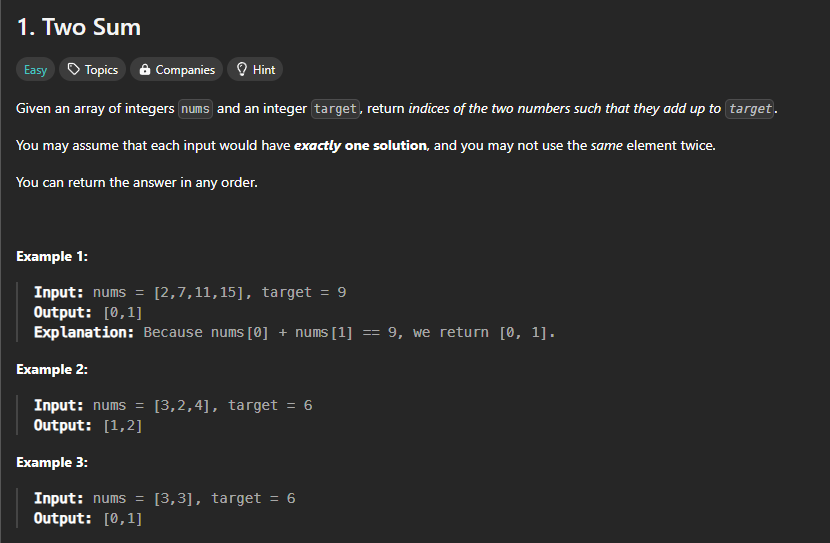 1. Two Sum
Easy Topics Companies Hint
Given an array of integers nums and an integer target, return indices of the two numbers such that they add up to target.
You may assume that each input would have exactly one solution, and you may not use the same element twice.
You can return the answer in any order.
Example 1:
Input: nums = [2,7,11,15], target = 9
Output: [0,1]
Explanation: Because nums[0] + nums[1] == 9, we return [0, 1].
Example 2:
Input: nums = [3,2,4], target = 6
Output: [1,2]
Example 3:
Input: nums = [3,3], target = 6
Output: [0,1]